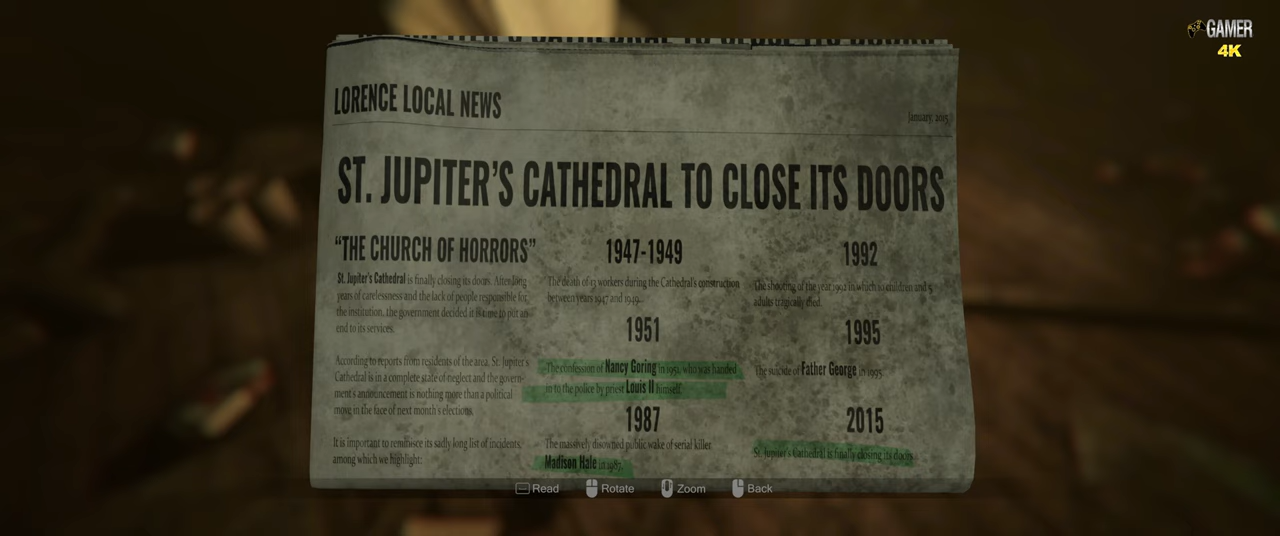 GAMER
4K
LORENCE LOCAL NEWS
January, 2015
ST. JUPITER'S CATHEDRAL TO CLOSE ITS DOORS
"THE CHURCH OF HORRORS"
St. Jupiter's Cathedral is finally closing its doors. After long
years of carelessness and the lack of people responsible for
the institution, the government decided it is time to put an
end to its services.
According to reports from residents of the area, St. Jupiter's
Cathedral is in a complete state of neglect and the govern-
ment's announcement is nothing more than a political
move in the face of next month's elections.
It is important to reminisce its sadly long list of incidents,
among which we highlight:
1947-1949
The death of 13 workers during the Cathedral's construction
between years 1947 and 1949.
1951
The confession of Nancy Goring in 1951, who was handed
in to the police by priest Louis II himself.
1987
The massively disowned public wake of serial killer
Madison Hale in 1987.
1992
The shooting of the year 1992 in which 10 children and 5
adults tragically died.
1995
The suicide of Father George in 1995.
2015
St. Jupiter's Cathedral is finally closing its doors.
Read
Rotate
Zoom
Back